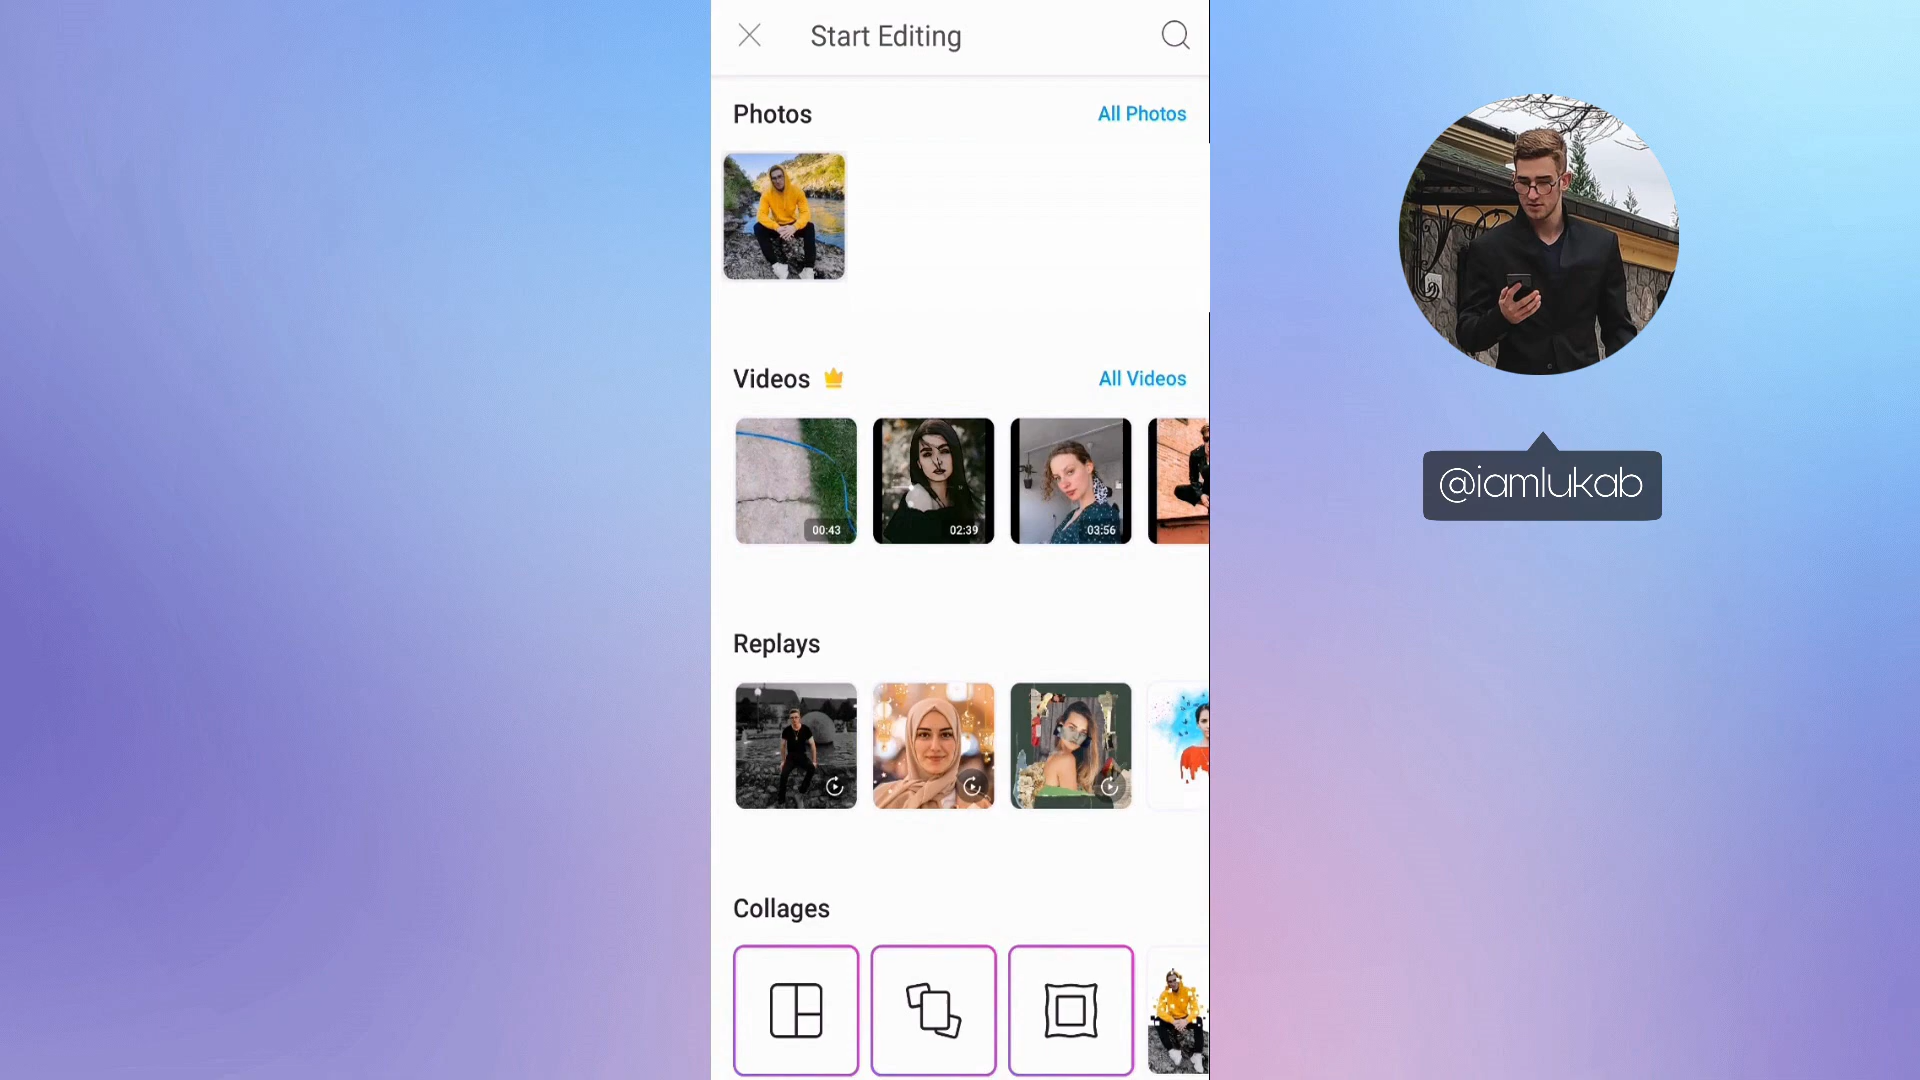 Start Editing
Photos
All Photos
Videos
All Videos
00:43
02:39
03:56
Replays
Collages
@iamlukab